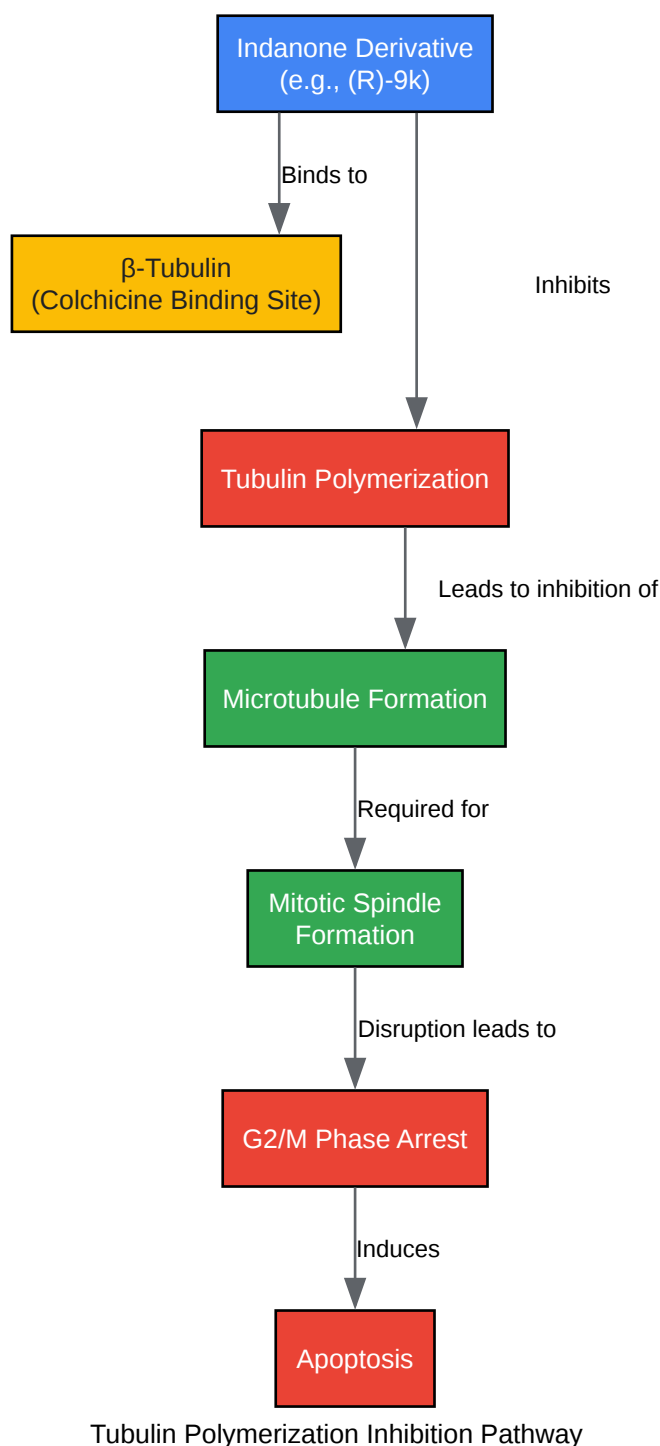 Indanone Derivative
(e.g., (R)-9k)
Binds to
β-Tubulin
(Colchicine Binding Site)
Inhibits
Tubulin Polymerization
Leads to inhibition of
Microtubule Formation
Required for
Mitotic Spindle
Formation
Disruption leads to
G2/M Phase Arrest
Induces
Apoptosis
Tubulin Polymerization Inhibition Pathway